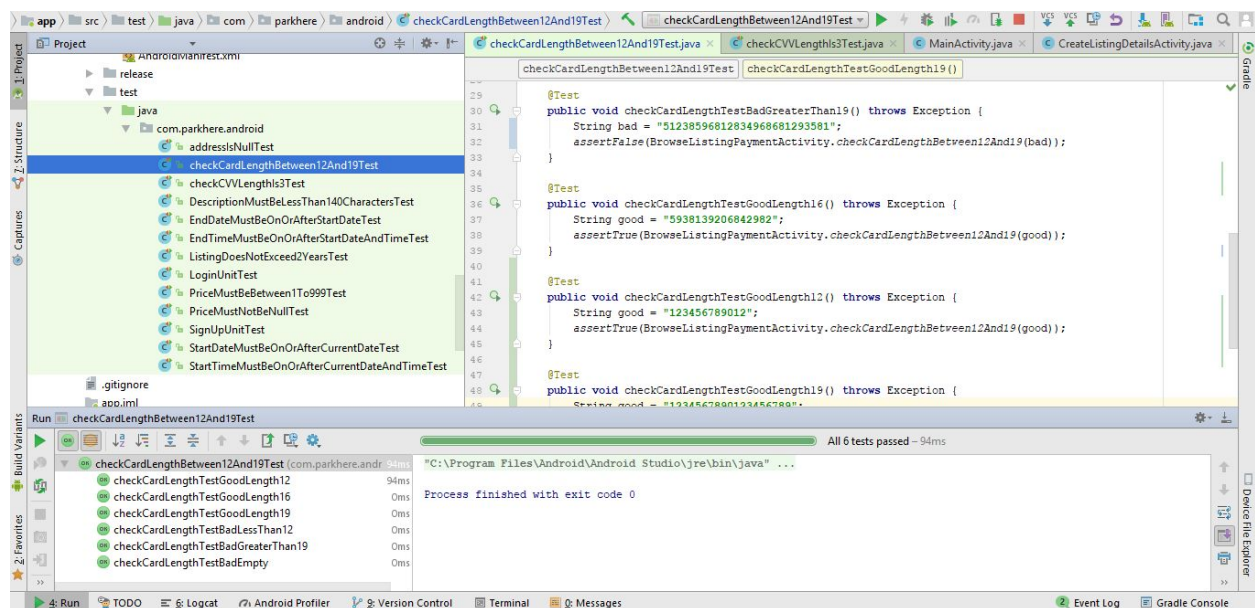 app src test java com parkhere android checkCardLengthBetween12And19Test checkCardLengthBetween12And19Test VCS VCS
Project
AndroidManifest.xml
release
test
java
com.parkhere.android
addressIsNullTest
checkCardLengthBetween12And19Test
checkCVVLengthIs3Test
DescriptionMustBeLessThan140CharactersTest
EndDateMustBeOnOrAfterStartDateTest
EndTimeMustBeOnOrAfterStartDateAndTimeTest
ListingDoesNotExceed2YearsTest
LoginUnitTest
PriceMustBeBetween1To999Test
PriceMustNotBeNullTest
SignUpUnitTest
StartDateMustBeOnOrAfterCurrentDateTest
StartTimeMustBeOnOrAfterCurrentDateAndTimeTest
.gitignore
app.iml
1: Project
7: Structure
Captures
Build Variants
2: Favorites
checkCardLengthBetween12And19Test.java checkCVVLengthIs3Test.java MainActivity.java CreateListingDetailsActivity.java
checkCardLengthBetween12And19Test checkCardLengthTestGoodLength19()
29 @Test
30 public void checkCardLengthTestBadGreaterThan19() throws Exception {
31 String bad = "51238596812834968681293581";
32 assertFalse(BrowseListingPaymentActivity.checkCardLengthBetween12And19(bad));
33 }
34
35 @Test
36 public void checkCardLengthTestGoodLength16() throws Exception {
37 String good = "5938139206842982";
38 assertTrue(BrowseListingPaymentActivity.checkCardLengthBetween12And19(good));
39 }
40
41 @Test
42 public void checkCardLengthTestGoodLength12() throws Exception {
43 String good = "123456789012";
44 assertTrue(BrowseListingPaymentActivity.checkCardLengthBetween12And19(good));
45 }
46
47 @Test
48 public void checkCardLengthTestGoodLength19() throws Exception {
49 String good = "1234567890123456789";
Gradle
Device File Explorer
Run checkCardLengthBetween12And19Test
All 6 tests passed – 94ms
checkCardLengthBetween12And19Test (com.parkhere.andr 94ms
checkCardLengthTestGoodLength12 94ms
checkCardLengthTestGoodLength16 0ms
checkCardLengthTestGoodLength19 0ms
checkCardLengthTestBadLessThan12 0ms
checkCardLengthTestBadGreaterThan19 0ms
checkCardLengthTestBadEmpty 0ms
"C:\Program Files\Android\Android Studio\jre\bin\java" ...
Process finished with exit code 0
4: Run TODO 6: Logcat Android Profiler 9: Version Control Terminal 0: Messages 2 Event Log Gradle Console